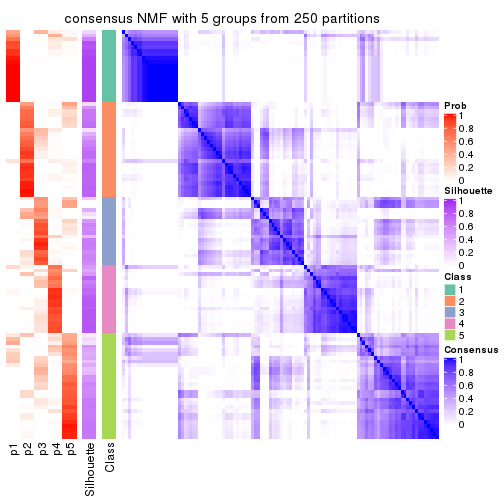 consensus NMF with 5 groups from 250 partitions
Prob
1
0.8
0.6
0.4
0.2
0
Silhouette
1
0.8
0.6
0.4
0.2
0
Class
1
2
3
4
5
Consensus
1
0.8
0.6
0.4
0.2
0
p1
p2
p3
p4
p5
Silhouette
Class